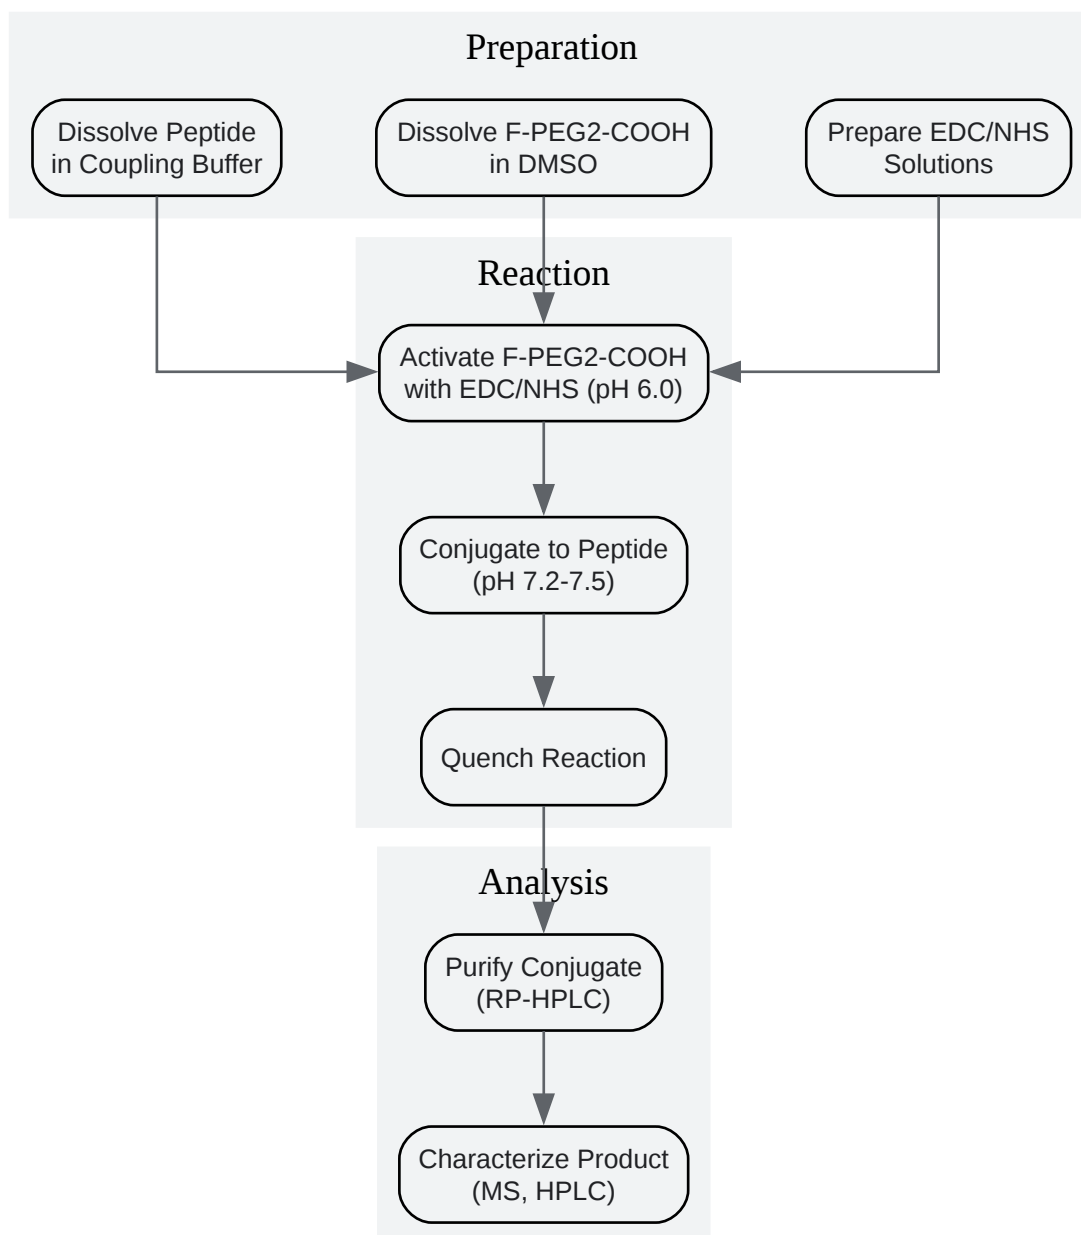 Preparation
Dissolve Peptide
in Coupling Buffer
Dissolve F-PEG2-COOH
in DMSO
Prepare EDC/NHS
Solutions
Reaction
Activate F-PEG2-COOH
with EDC/NHS (pH 6.0)
Conjugate to Peptide
(pH 7.2-7.5)
Quench Reaction
Analysis
Purify Conjugate
(RP-HPLC)
Characterize Product
(MS, HPLC)